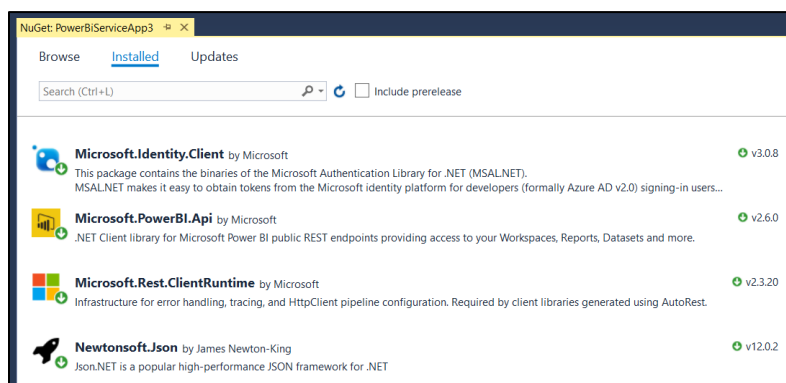 NuGet: PowerBiServiceApp3
Browse Installed Updates
Search (Ctrl+L) Include prerelease
Microsoft.Identity.Client by Microsoft v3.0.8
This package contains the binaries of the Microsoft Authentication Library for .NET (MSAL.NET).
MSAL.NET makes it easy to obtain tokens from the Microsoft identity platform for developers (formally Azure AD v2.0) signing-in users...
Microsoft.PowerBI.Api by Microsoft v2.6.0
.NET Client library for Microsoft Power BI public REST endpoints providing access to your Workspaces, Reports, Datasets and more.
Microsoft.Rest.ClientRuntime by Microsoft v2.3.20
Infrastructure for error handling, tracing, and HttpClient pipeline configuration. Required by client libraries generated using AutoRest.
Newtonsoft.Json by James Newton-King v12.0.2
Json.NET is a popular high-performance JSON framework for .NET